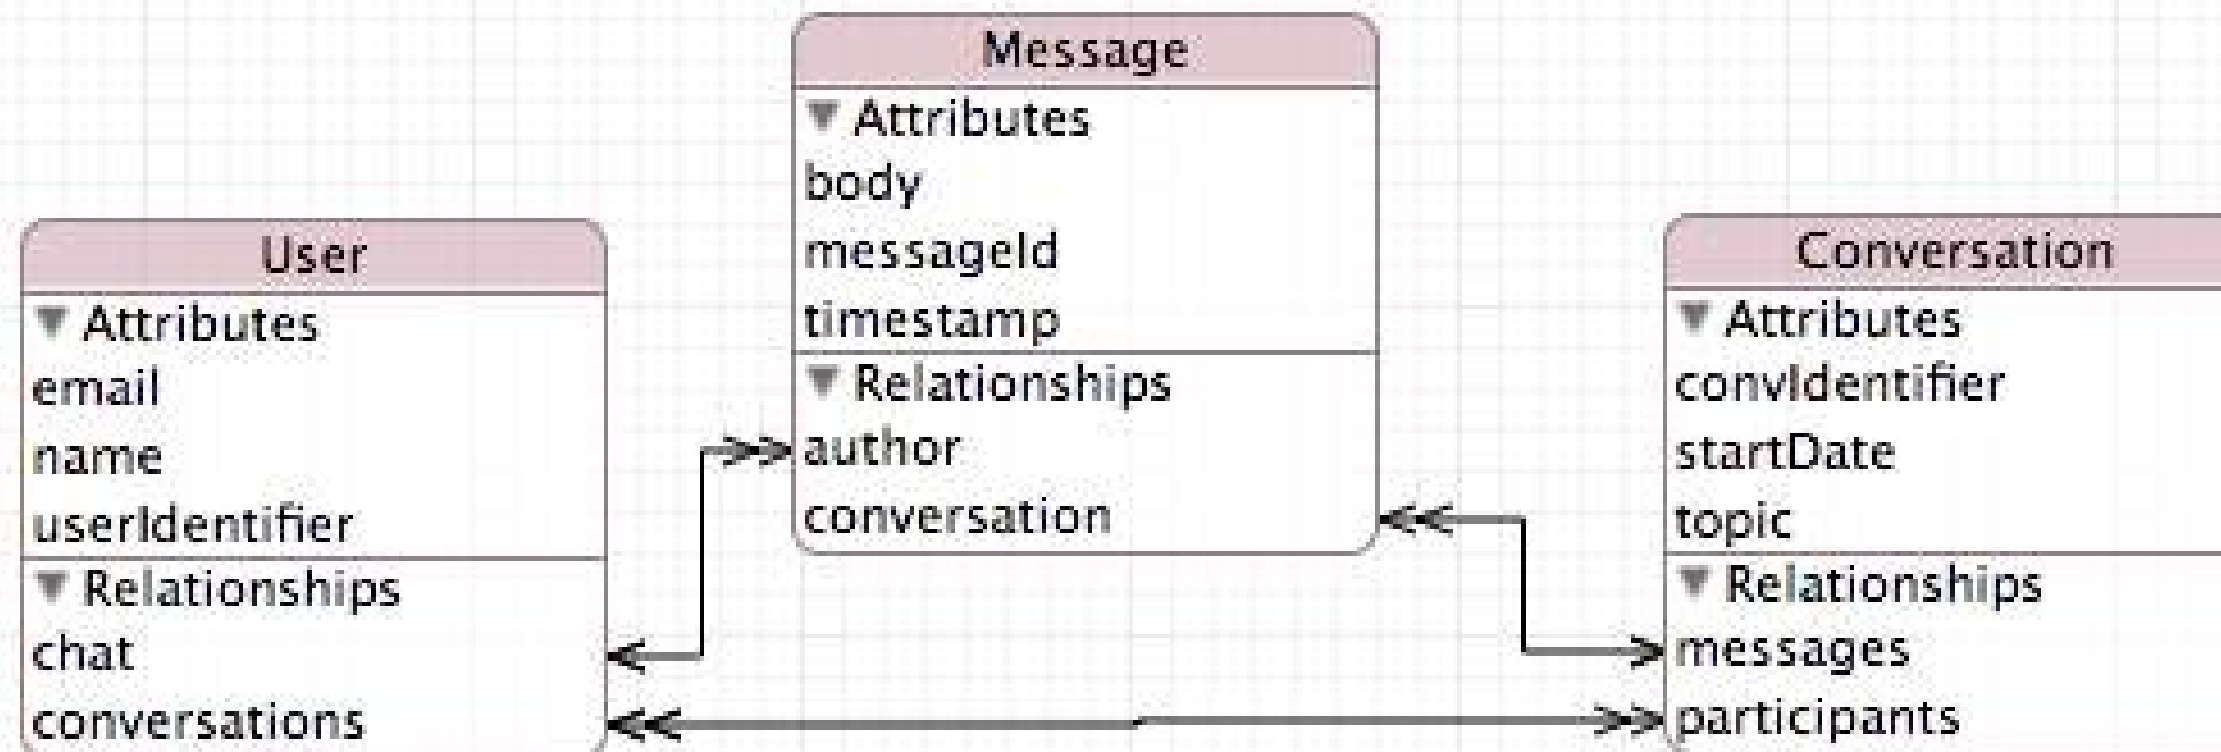 Message
Attributes
body
messageId
timestamp
Relationships
author
conversation
User
Attributes
email
name
userIdentifier
Relationships
chat
conversations
Conversation
Attributes
convIdentifier
startDate
topic
Relationships
messages
participants